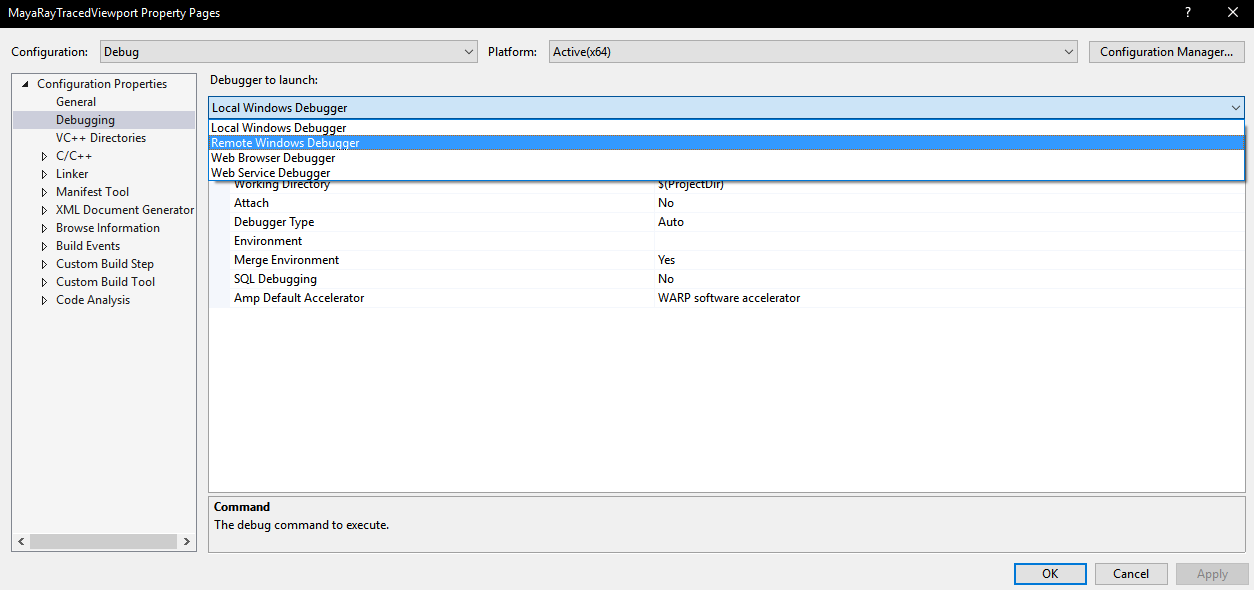 MayaRayTracedViewport Property Pages ?
Configuration: Debug Platform: Active(x64) Configuration Manager...
Configuration Properties
General
Debugging
VC++ Directories
C/C++
Linker
Manifest Tool
XML Document Generator
Browse Information
Build Events
Custom Build Step
Custom Build Tool
Code Analysis
Debugger to launch:
Local Windows Debugger
Local Windows Debugger
Remote Windows Debugger
Web Browser Debugger
Web Service Debugger
Working Directory $(ProjectDir)
Attach No
Debugger Type Auto
Environment
Merge Environment Yes
SQL Debugging No
Amp Default Accelerator WARP software accelerator
Command
The debug command to execute.
OK Cancel Apply